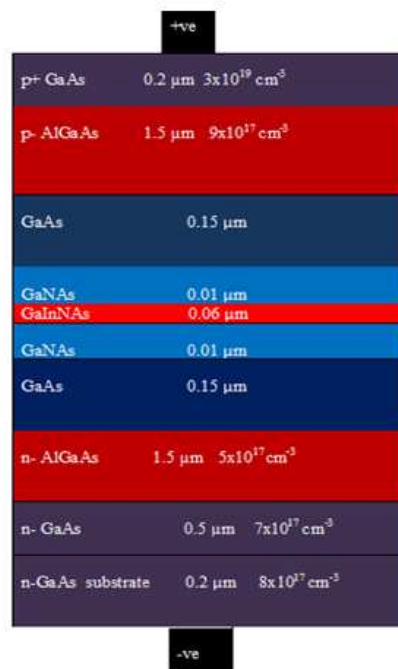 +ve
p+ GaAs 0.2 µm 3x10¹⁹ cm⁻³
p- AlGaAs 1.5 µm 9x10¹⁷ cm⁻³
GaAs 0.15 µm
GaNAs 0.01 µm
GaInNAs 0.06 µm
GaNAs 0.01 µm
GaAs 0.15 µm
n- AlGaAs 1.5 µm 5x10¹⁷ cm⁻³
n- GaAs 0.5 µm 7x10¹⁷ cm⁻³
n-GaAs substrate 0.2 µm 8x10¹⁷ cm⁻³
-ve